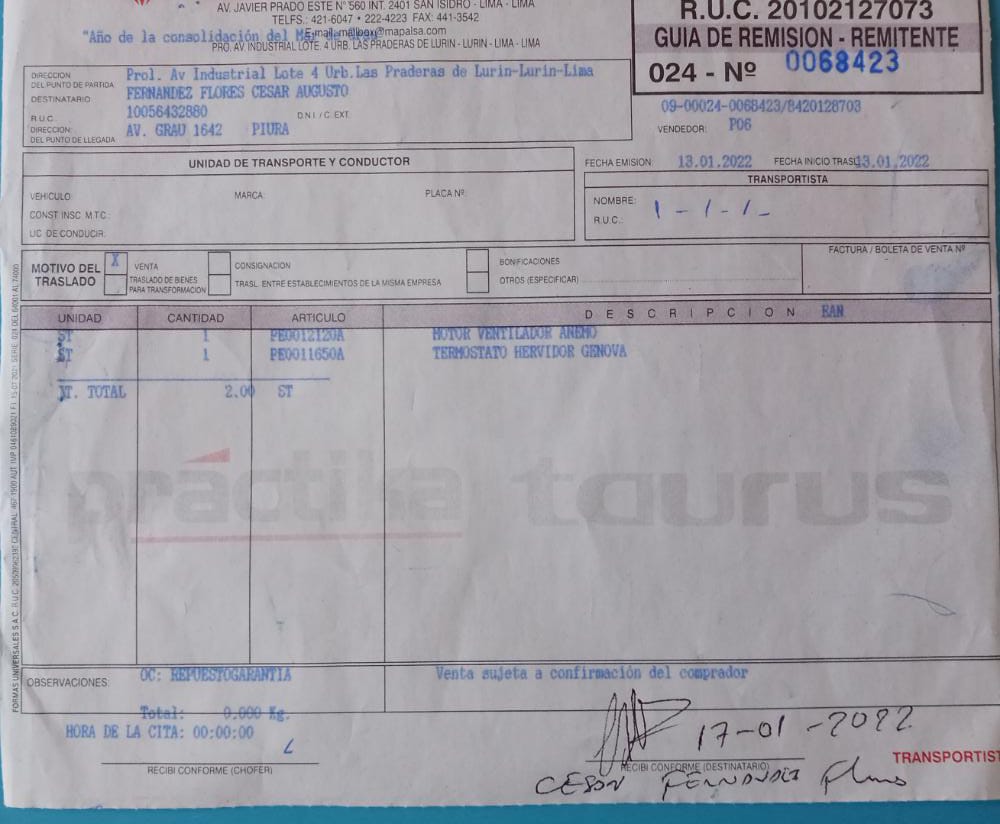 AV. JAVIER PRADO ESTE N° 560 INT. 2401 SAN ISIDRO - LIMA - LIMA
TELFS.: 421-6047 • 222-4223 FAX: 441-3542
"Año de la consolidación del
E-mail: mailbox@mapalsa.com
PRO. AV. INDUSTRIAL LOTE. 4 URB. LAS PRADERAS DE LURIN - LURIN - LIMA - LIMA
R.U.C. 20102127073
GUIA DE REMISION - REMITENTE
024 - Nº 0068423
09-00024-0068423/8420128703
VENDEDOR: P06
DIRECCION DEL PUNTO DE PARTIDA Prol. Av Industrial Lote 4 Urb.Las Praderas de Lurin-Lurin-Lima
DESTINATARIO FERNANDEZ FLORES CESAR AUGUSTO
R.U.C. 10056432880 D.N.I. / C. EXT.
DIRECCION DEL PUNTO DE LLEGADA AV. GRAU 1642 PIURA
UNIDAD DE TRANSPORTE Y CONDUCTOR
VEHICULO: MARCA: PLACA Nº:
CONST INSC M.T.C.:
LIC DE CONDUCIR:
FECHA EMISION: 13.01.2022 FECHA INICIO TRASL 13.01.2022
TRANSPORTISTA
NOMBRE:
R.U.C.:
MOTIVO DEL TRASLADO
X VENTA
TRASLADO DE BIENES PARA TRANSFORMACION
CONSIGNACION
TRASL. ENTRE ESTABLECIMIENTOS DE LA MISMA EMPRESA
BONIFICACIONES
OTROS (ESPECIFICAR)
FACTURA / BOLETA DE VENTA Nº
UNIDAD CANTIDAD ARTICULO DESCRIPCION RAN
ST 1 PE0012120A MOTOR VENTILADOR ANEMO
ST 1 PE0011650A TERMOSTATO HERVIDOR GENOVA
T. TOTAL 2.00 ST
práctika taurus
OBSERVACIONES: OC: REPUESTOGARANTIA Venta sujeta a confirmación del comprador
Total: 0.000 Kg.
HORA DE LA CITA: 00:00:00
17-01-2022
RECIBI CONFORME (CHOFER)
RECIBI CONFORME (DESTINATARIO)
TRANSPORTIST
CESAR FERNANDEZ Flores